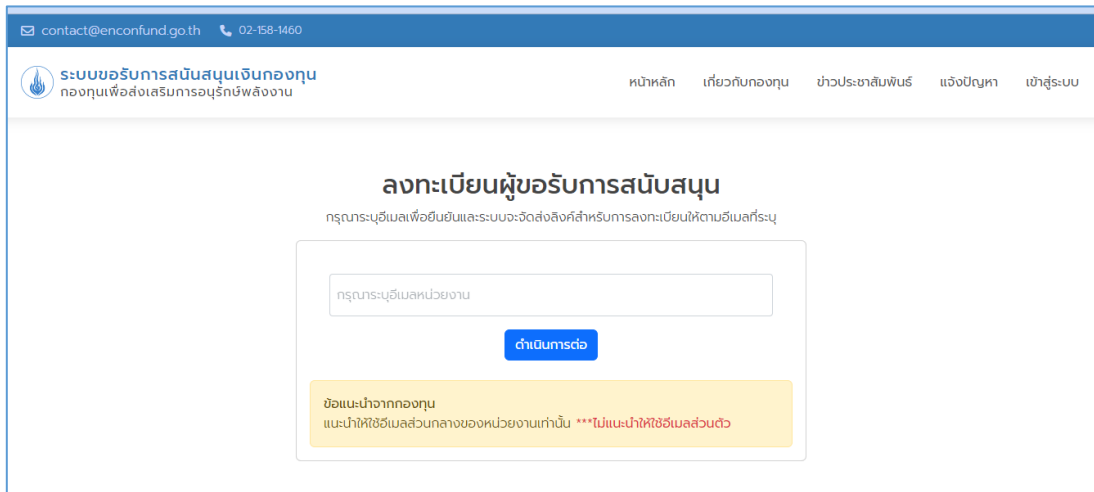 contact@enconfund.go.th 02-158-1460
ระบบขอรับการสนับสนุนเงินกองทุน
กองทุนเพื่อส่งเสริมการอนุรักษ์พลังงาน
หน้าหลัก เกี่ยวกับกองทุน ข่าวประชาสัมพันธ์ แจ้งปัญหา เข้าสู่ระบบ
ลงทะเบียนผู้ขอรับการสนับสนุน
กรุณาระบุอีเมลเพื่อยืนยันและระบบจะจัดส่งลิงค์สำหรับการลงทะเบียนให้ตามอีเมลที่ระบุ
กรุณาระบุอีเมลหน่วยงาน
ดำเนินการต่อ
ข้อแนะนำจากกองทุน
แนะนำให้ใช้อีเมลส่วนกลางของหน่วยงานเท่านั้น ***ไม่แนะนำให้ใช้อีเมลส่วนตัว